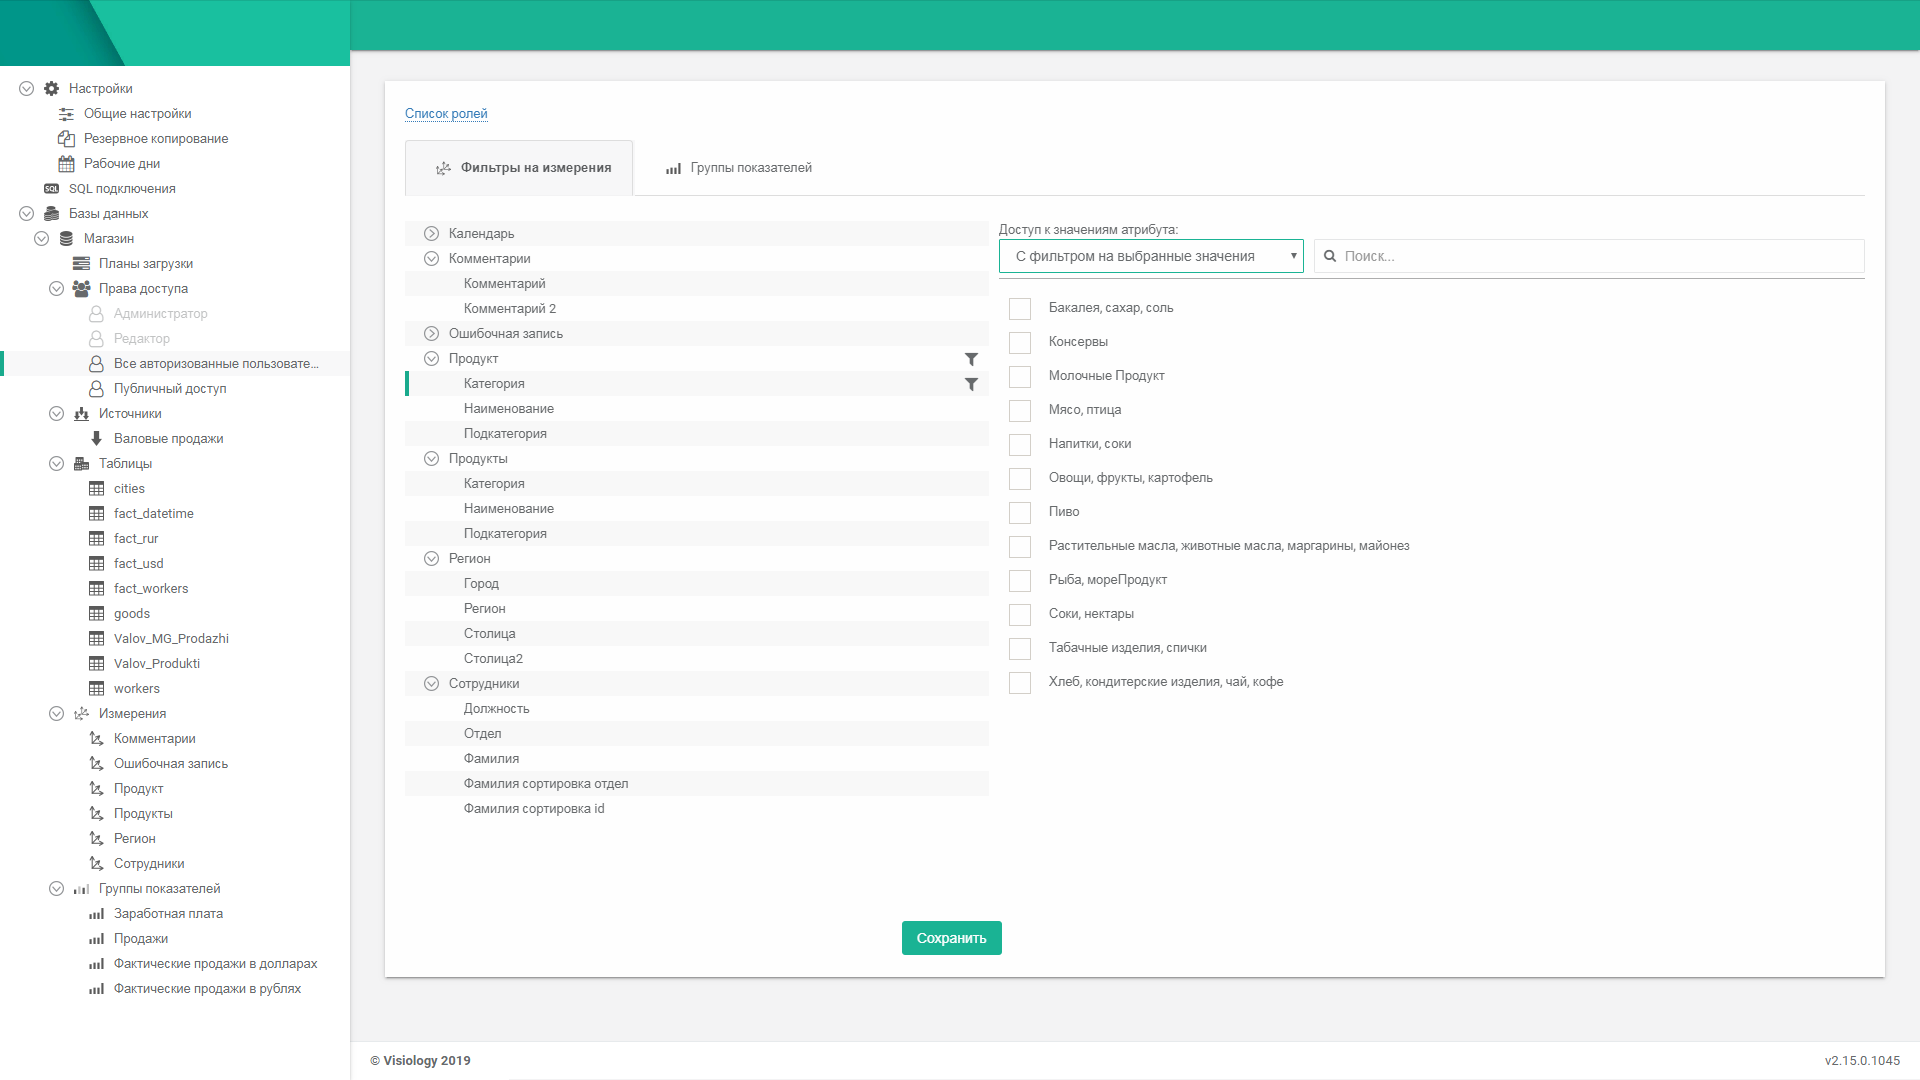 Настройки
Общие настройки
Резервное копирование
Рабочие дни
SQL SQL подключения
Базы данных
Магазин
Планы загрузки
Права доступа
Администратор
Редактор
Все авторизованные пользовате...
Публичный доступ
Источники
Валовые продажи
Таблицы
cities
fact_datetime
fact_rur
fact_usd
fact_workers
goods
Valov_MG_Prodazhi
Valov_Produkti
workers
Измерения
Комментарии
Ошибочная запись
Продукт
Продукты
Регион
Сотрудники
Группы показателей
Заработная плата
Продажи
Фактические продажи в долларах
Фактические продажи в рублях
Список ролей
Фильтры на измерения
Группы показателей
Календарь
Комментарии
Комментарий
Комментарий 2
Ошибочная запись
Продукт
Категория
Наименование
Подкатегория
Продукты
Категория
Наименование
Подкатегория
Регион
Город
Регион
Столица
Столица2
Сотрудники
Должность
Отдел
Фамилия
Фамилия сортировка отдел
Фамилия сортировка id
Доступ к значениям атрибута:
С фильтром на выбранные значения
Поиск...
Бакалея, сахар, соль
Консервы
Молочные Продукт
Мясо, птица
Напитки, соки
Овощи, фрукты, картофель
Пиво
Растительные масла, животные масла, маргарины, майонез
Рыба, мореПродукт
Соки, нектары
Табачные изделия, спички
Хлеб, кондитерские изделия, чай, кофе
Сохранить
© Visiology 2019
v2.15.0.1045